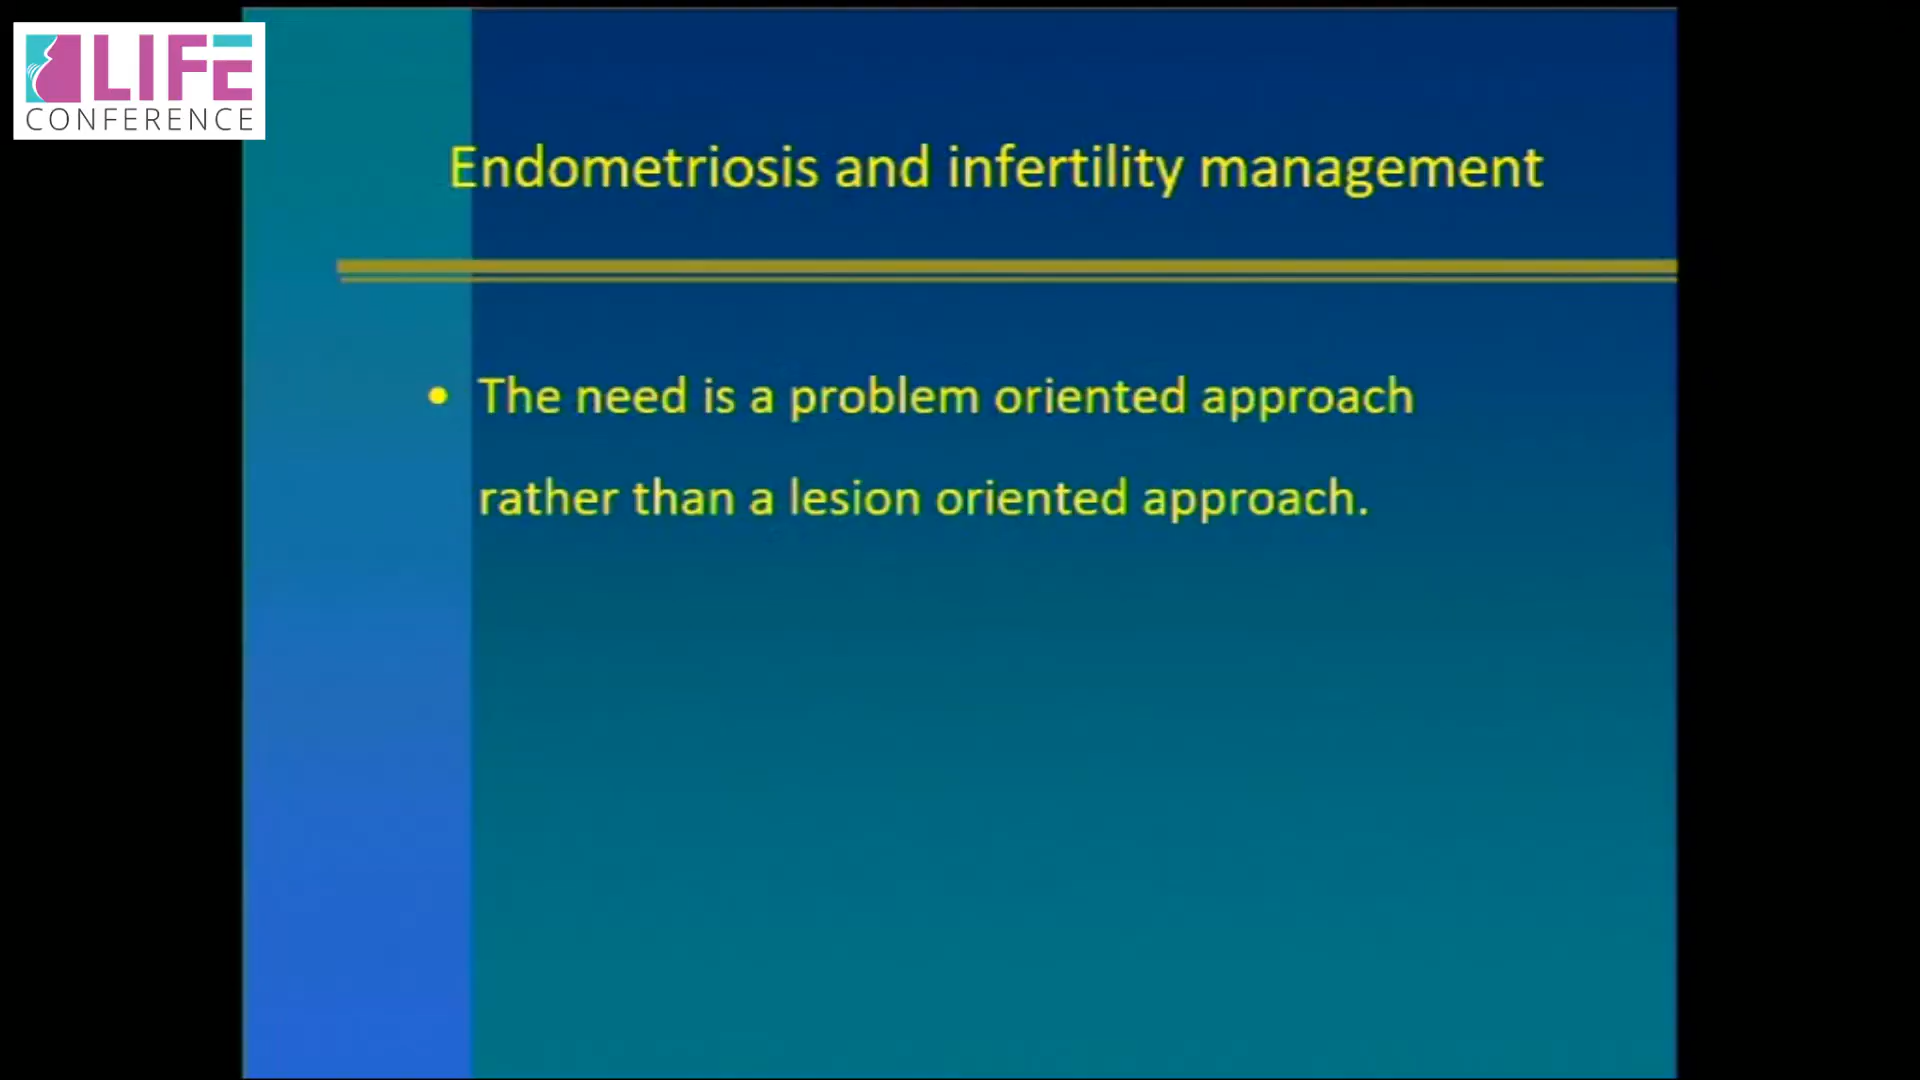 LIFE
CONFERENCE
Endometriosis and infertility management
• The need is a problem oriented approach
rather than a lesion oriented approach.